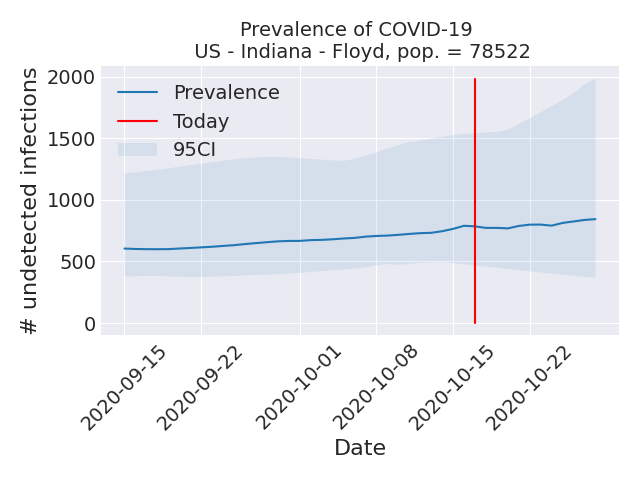 Prevalence of COVID-19
US - Indiana - Floyd, pop. = 78522
# undetected infections
2000
1500
1000
500
0
Prevalence
Today
95CI
2020-09-15
2020-09-22
2020-10-01
2020-10-08
2020-10-15
2020-10-22
Date